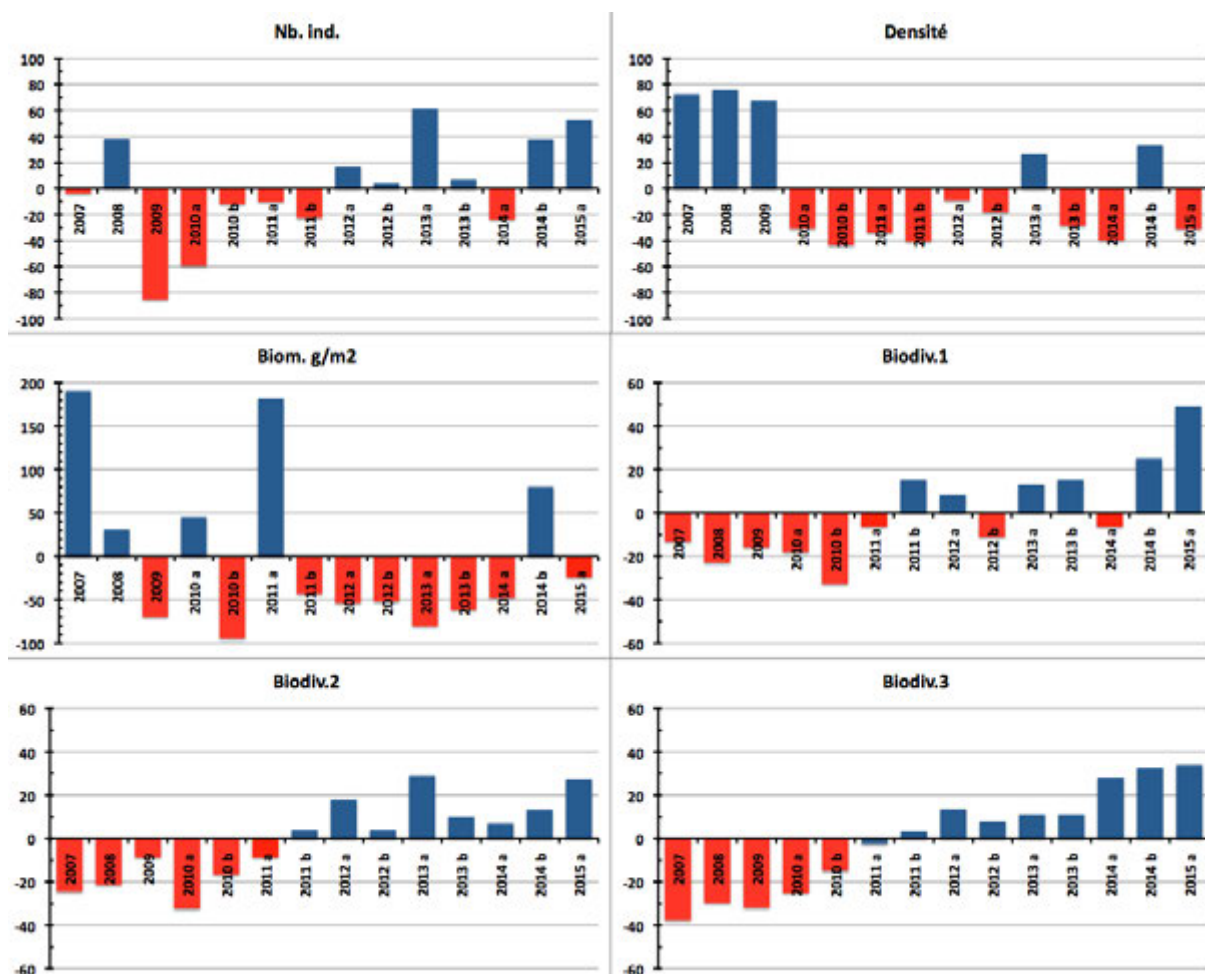 Nb. ind.
100
80
60
40
20
0
-20
-40
-60
-80
-100
2007
2008
2009
2010 a
2010 b
2011 a
2011 b
2012 a
2012 b
2013 a
2013 b
2014 a
2014 b
2015 a
Densité
100
80
60
40
20
0
-20
-40
-60
-80
-100
2007
2008
2009
2010 a
2010 b
2011 a
2011 b
2012 a
2012 b
2013 a
2013 b
2014 a
2014 b
2015 a
Biom. g/m2
200
150
100
50
0
-50
-100
2007
2008
2009
2010 a
2010 b
2011 a
2011 b
2012 a
2012 b
2013 a
2013 b
2014 a
2014 b
2015 a
Biodiv.1
60
40
20
0
-20
-40
-60
2007
2008
2009
2010 a
2010 b
2011 a
2011 b
2012 a
2012 b
2013 a
2013 b
2014 a
2014 b
2015 a
Biodiv.2
60
40
20
0
-20
-40
-60
2007
2008
2009
2010 a
2010 b
2011 a
2011 b
2012 a
2012 b
2013 a
2013 b
2014 a
2014 b
2015 a
Biodiv.3
60
40
20
0
-20
-40
-60
2007
2008
2009
2010 a
2010 b
2011 a
2011 b
2012 a
2012 b
2013 a
2013 b
2014 a
2014 b
2015 a